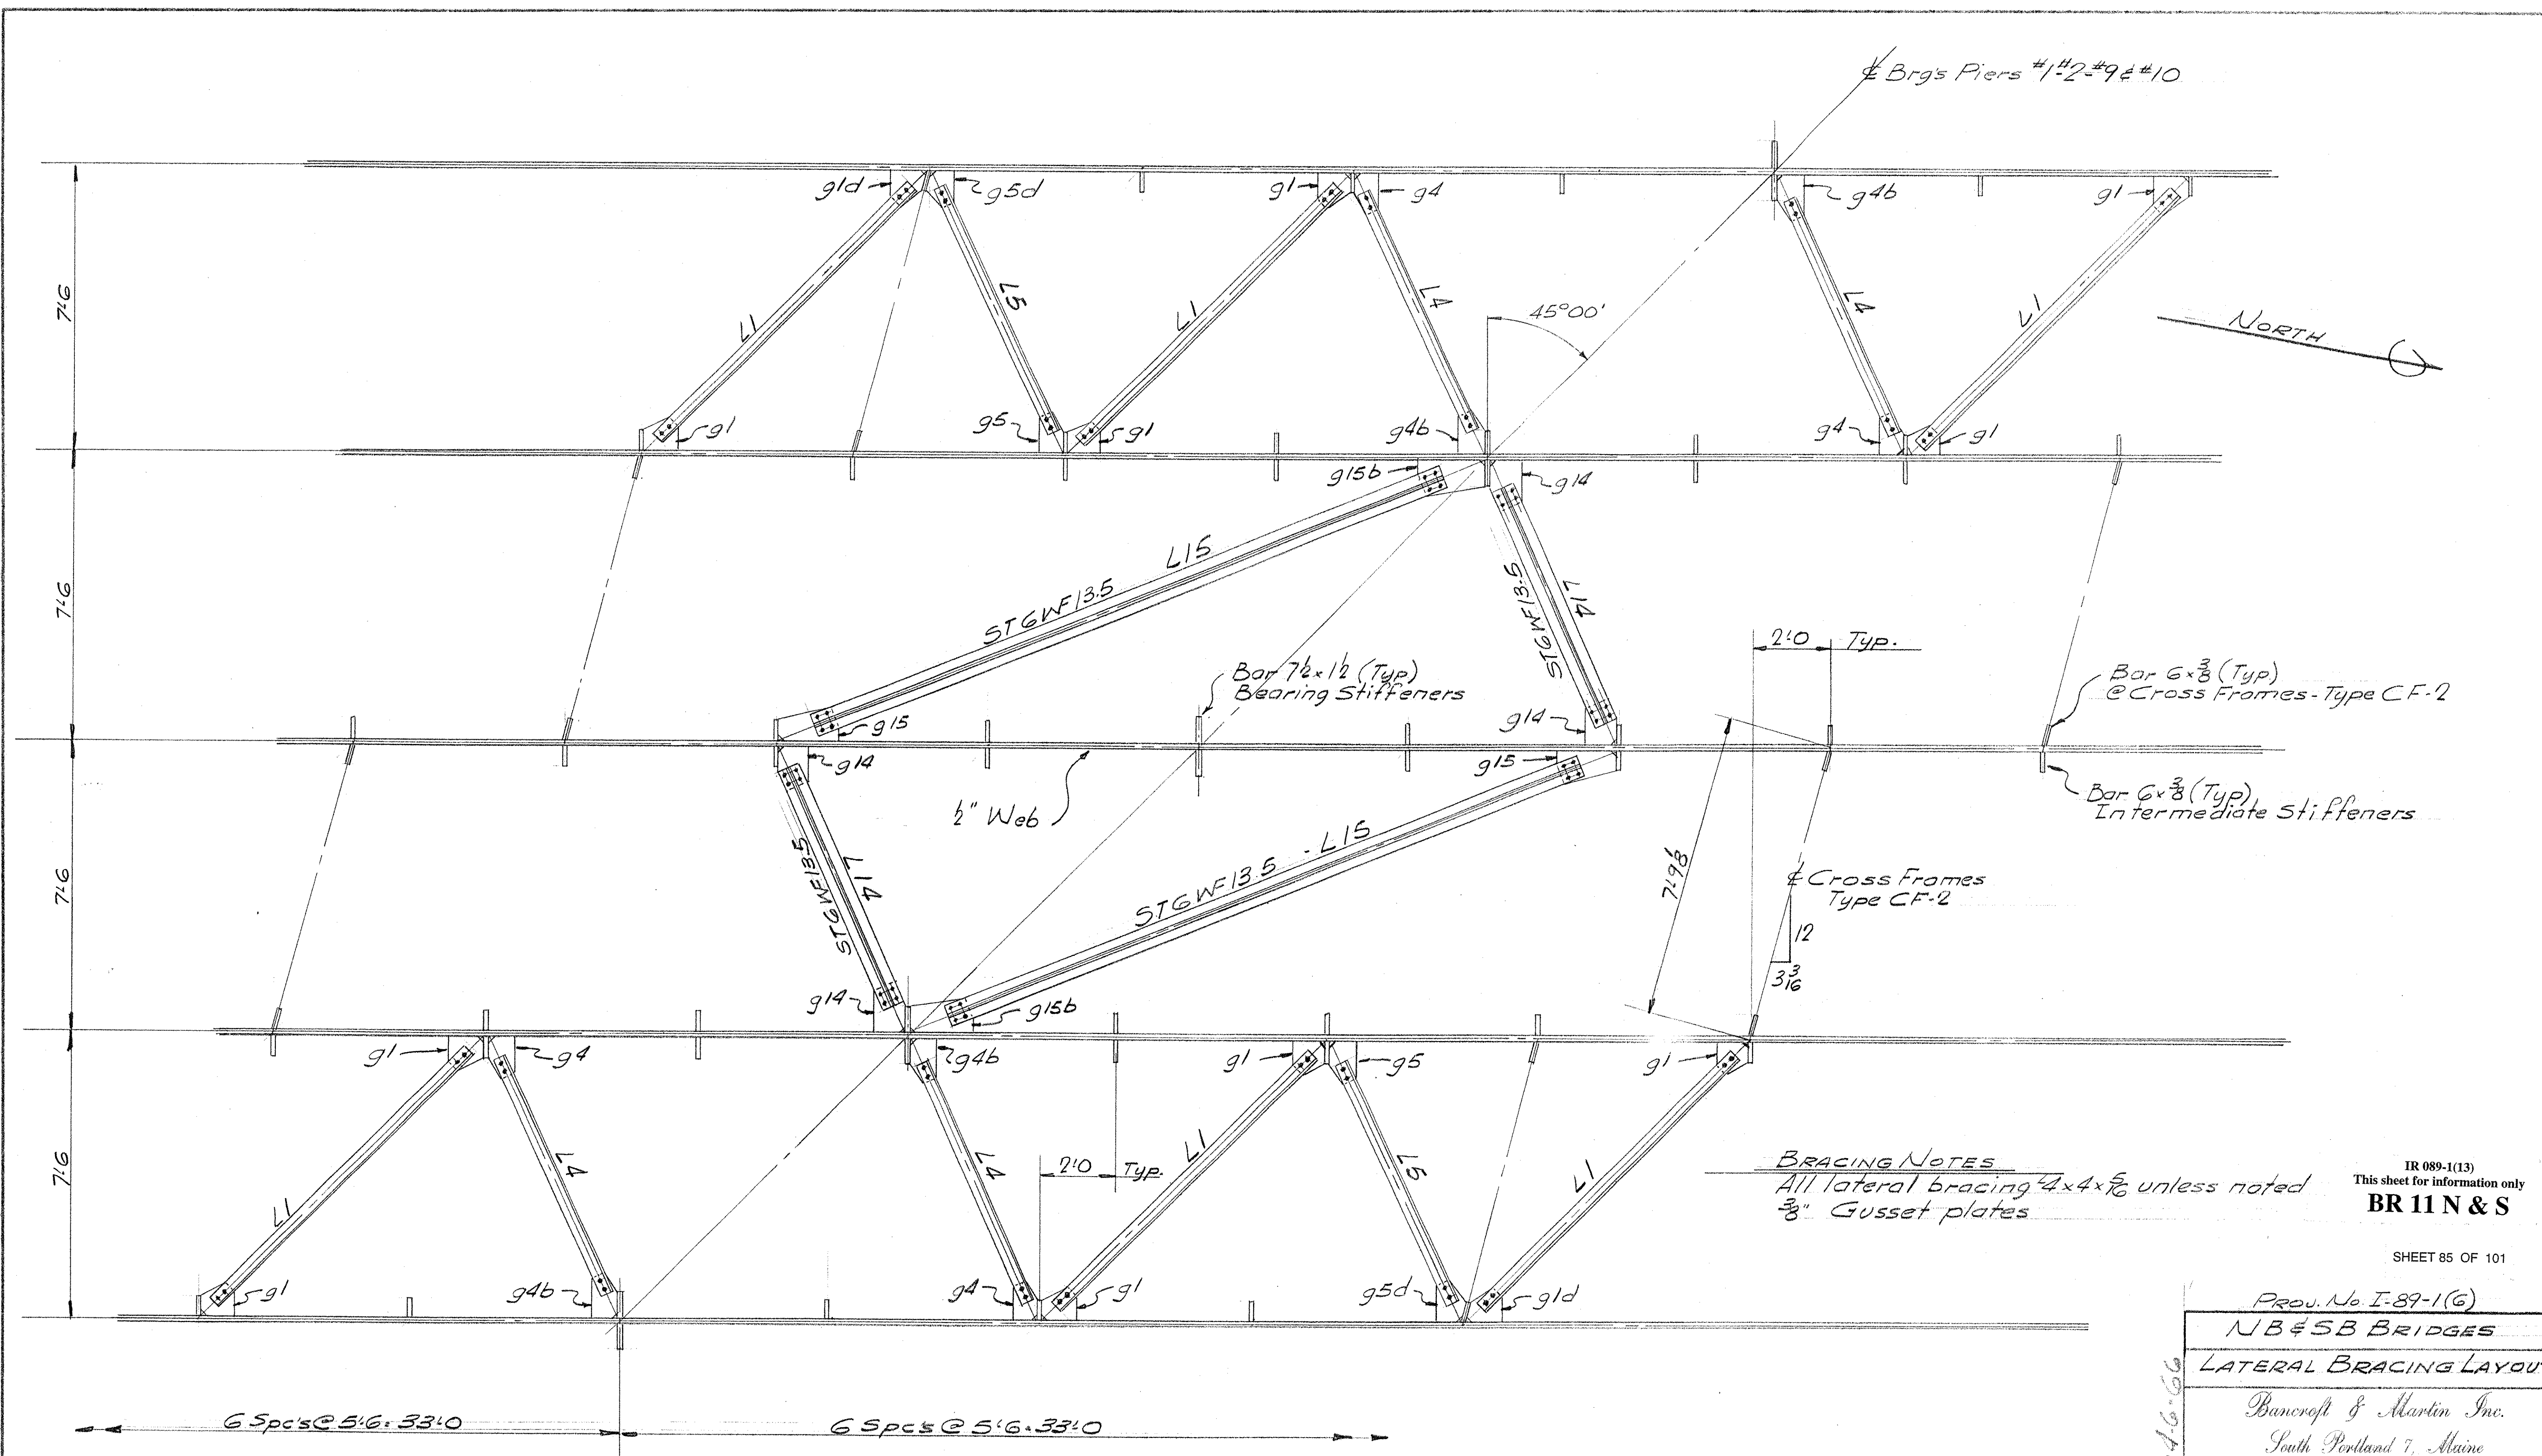 ℄ Brg's Piers #1-#2-#9 & #10
g1d
g5d
g1
g4
g4b
g1
7'-6
L1
L5
L1
L4
45°00'
L4
L1
NORTH
g1
g5
g1
g4b
g4
g1
g15b
g14
7'-6
ST6WF13.5
L15
ST6WF13.5
L14
2'-0 Typ.
Bar 7½ x 1½ (Typ)
Bearing Stiffeners
Bar 6 x ⅜ (Typ)
@ Cross Frames - Type CF-2
g15
g14
g14
g15
½" Web
Bar 6 x ⅜ (Typ)
Intermediate Stiffeners
7'-6
ST6WF13.5
L14
ST6WF13.5 - L15
7'-9⅛
℄ Cross Frames
Type CF-2
12
3 3/16
g14
g15b
g1
g4
g4b
g1
g5
g1
7'-6
L1
L4
L4
2'-0 Typ.
L1
L5
L1
g1
g4b
g4
g1
g5d
g1d
BRACING NOTES
All lateral bracing 4 x 4 x 5/16 unless noted
⅜" Gusset plates
IR 089-1(13)
This sheet for information only
BR 11 N & S
SHEET 85 OF 101
6 Spc's @ 5'-6 = 33'-0
6 Spc's @ 5'-6 = 33'-0
PROJ. No. I-89-1(6)
NB & SB BRIDGES
LATERAL BRACING LAYOU
Bancroft & Martin Inc.
South Portland 7, Maine